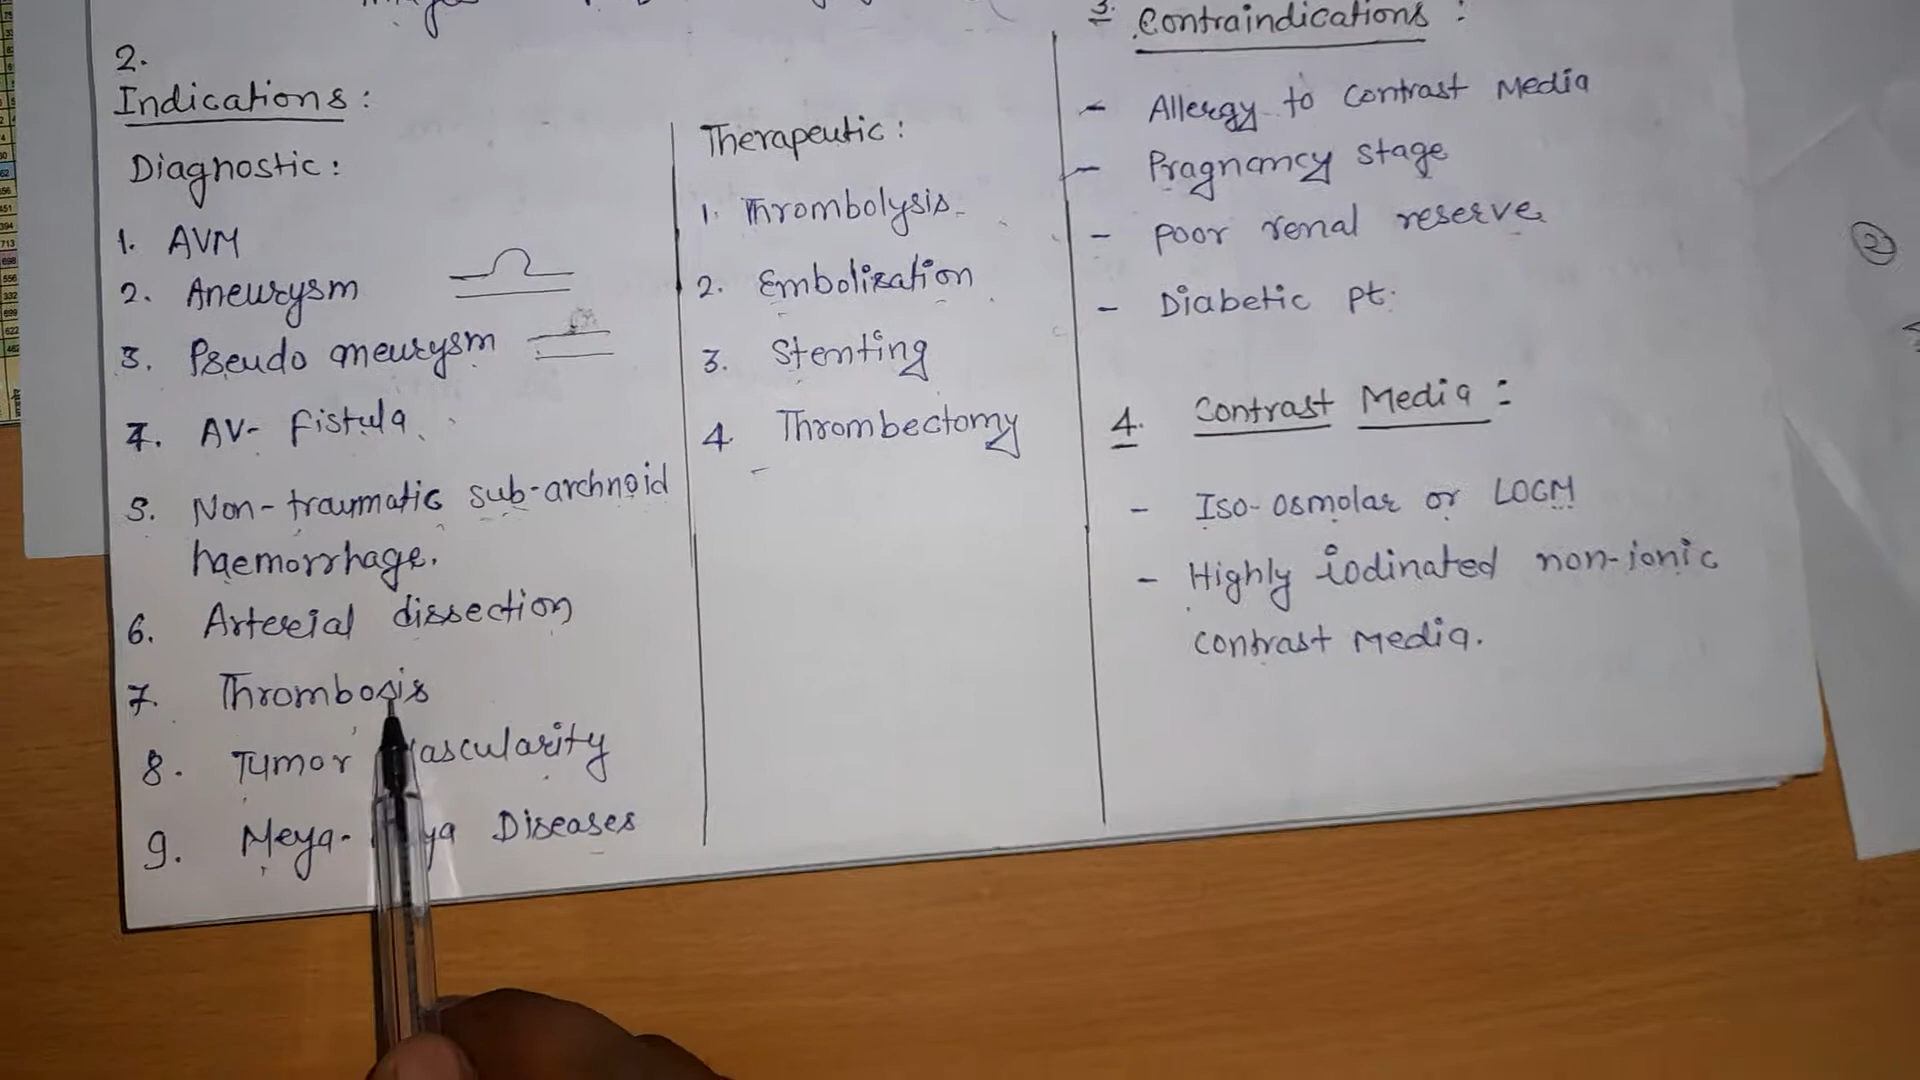 2.
Indications :
Diagnostic :
1. AVM
2. Aneurysm
3. Pseudo aneurysm
4. AV- Fistula
5. Non-traumatic sub-archnoid
haemorrhage.
6. Arterial dissection
7. Thrombosis
8. Tumor vascularity
9. Disceases
Therapeutic :
1. Thrombolysis
2. Embolization
3. Stenting
4. Thrombectomy
3. Contraindications :
- Allergy to Contrast Media
- Pragnancy stage
- Poor renal reserve
- Diabetic pt.
4. Contrast Media :
- Iso-osmolar or LOCM
- Highly iodinated non-ionic
contrast media.
2